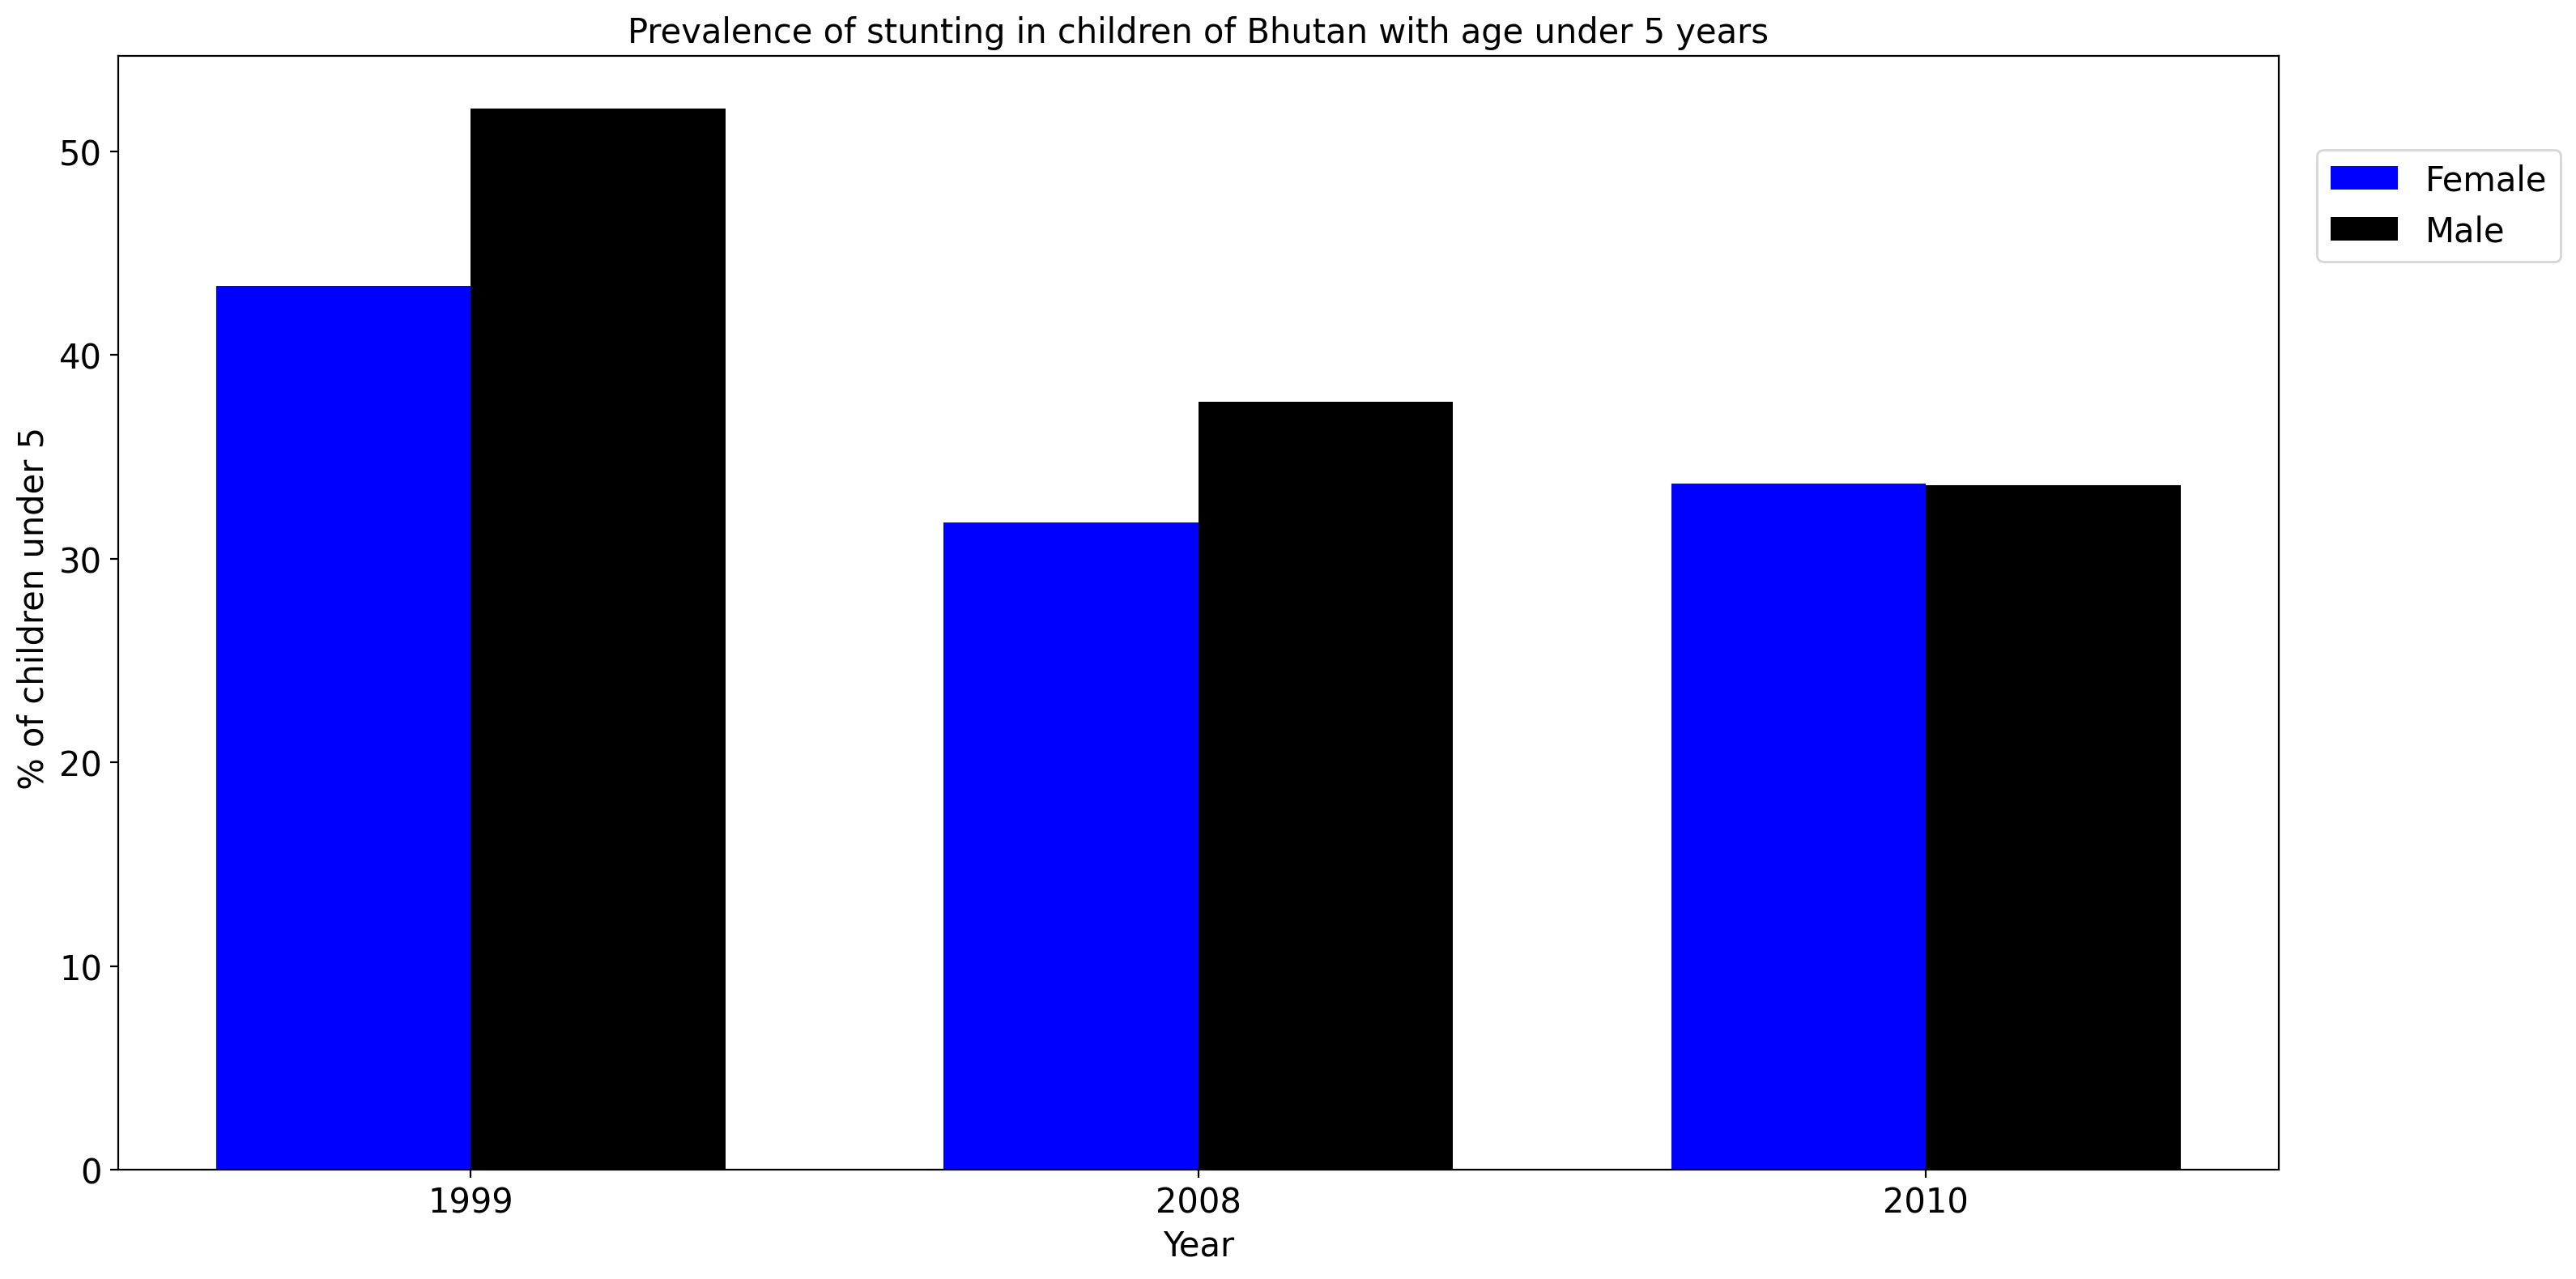 Prevalence of stunting in children of Bhutan with age under 5 years
% of children under 5
50
40
30
20
10
0
1999
2008
2010
Year
Female
Male